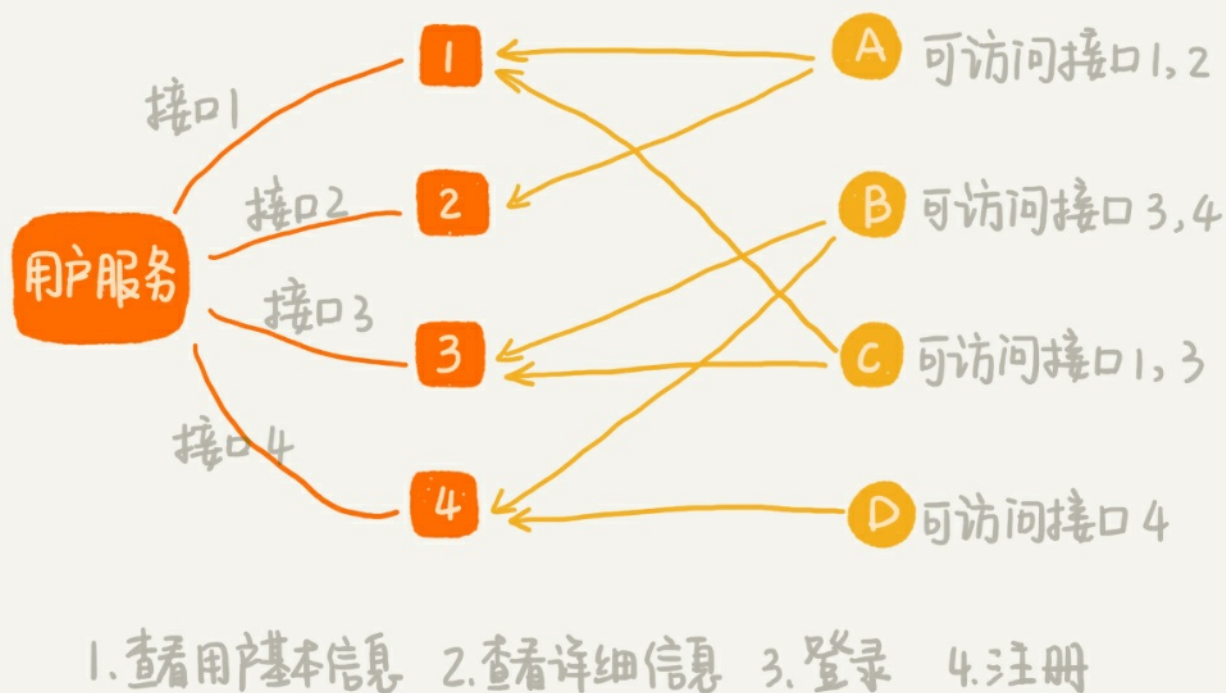 1
A
可访问接口1,2
接口1
接口2
2
B
可访问接口3,4
用户服务
接口3
3
C
可访问接口1,3
接口4
4
D
可访问接口4
1.查看用户基本信息 2.查看详细信息 3.登录 4.注册